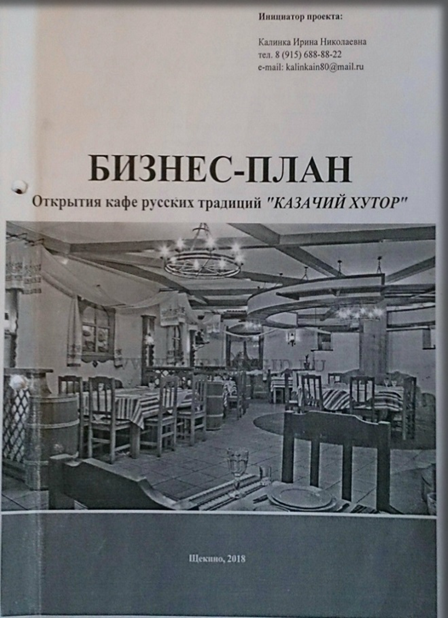 Инициатор проекта:
Калинка Ирина Николаевна
тел. 8 (915) 688-88-22
e-mail: kalinkain80@mail.ru
БИЗНЕС-ПЛАН
Открытия кафе русских традиций "КАЗАЧИЙ ХУТОР"
Щекино, 2018